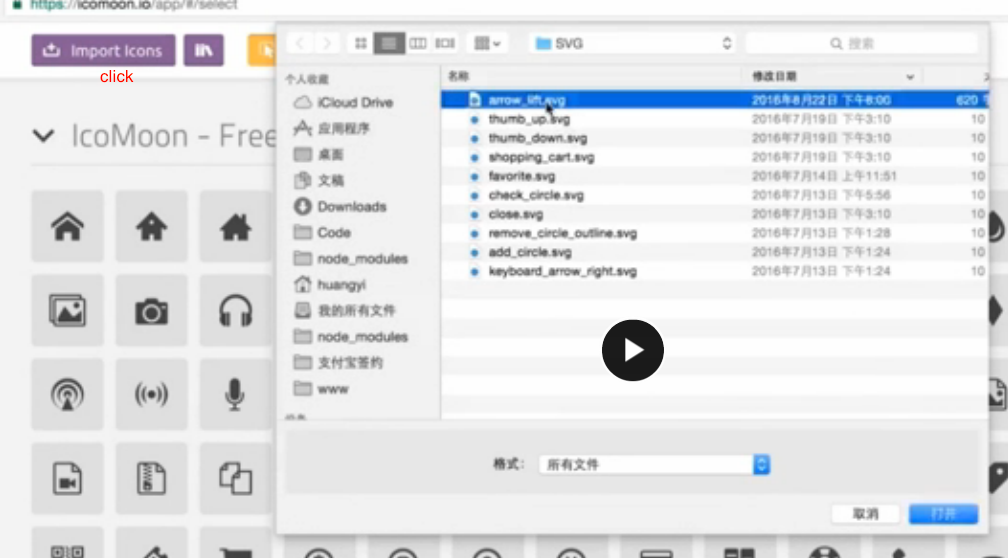 https://icomoon.io/app/#/select
Import Icons
click
SVG
搜索
个人收藏
名称
修改日期
iCloud Drive
应用程序
桌面
文稿
Downloads
Code
node_modules
huangyi
我的所有文件
node_modules
支付宝签约
www
arrow_lift.svg 2016年8月22日 下午8:00 620
thumb_up.svg 2016年7月19日 下午3:10 10
thumb_down.svg 2016年7月19日 下午3:10 10
shopping_cart.svg 2016年7月19日 下午3:10 10
favorite.svg 2016年7月14日 上午11:51 10
check_circle.svg 2016年7月13日 下午5:56 10
close.svg 2016年7月13日 下午3:10 10
remove_circle_outline.svg 2016年7月13日 下午1:28 10
add_circle.svg 2016年7月13日 下午1:24 10
keyboard_arrow_right.svg 2016年7月13日 下午1:24 10
IcoMoon - Free
格式：
所有文件
取消
打开